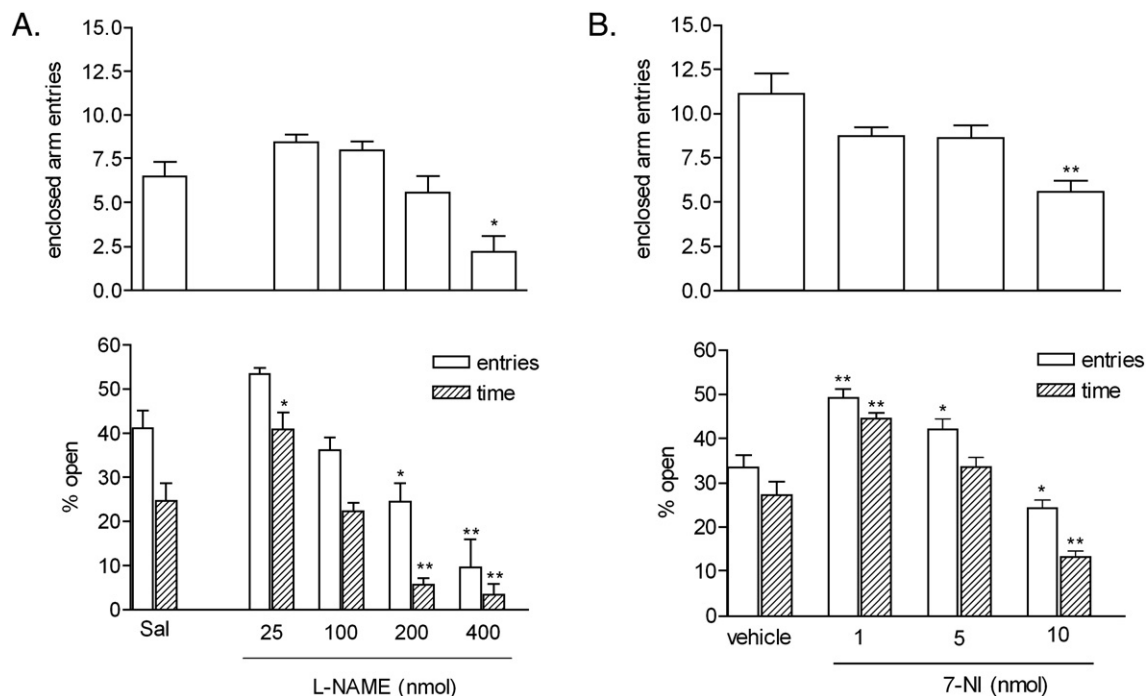 A.
enclosed arm entries
15.0
12.5
10.0
7.5
5.0
2.5
0.0
*
% open
60
50
40
30
20
10
0
entries
time
*
*
**
**
**
Sal 25 100 200 400
L-NAME (nmol)
B.
enclosed arm entries
15.0
12.5
10.0
7.5
5.0
2.5
0.0
**
% open
60
50
40
30
20
10
0
entries
time
**
**
*
*
**
vehicle 1 5 10
7-NI (nmol)